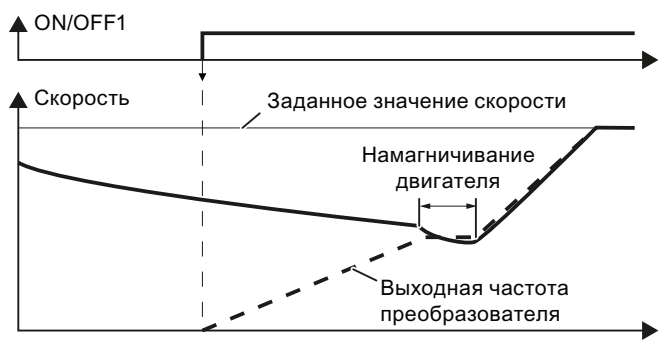 ON/OFF1
Скорость
Заданное значение скорости
Намагничивание
двигателя
Выходная частота
преобразователя